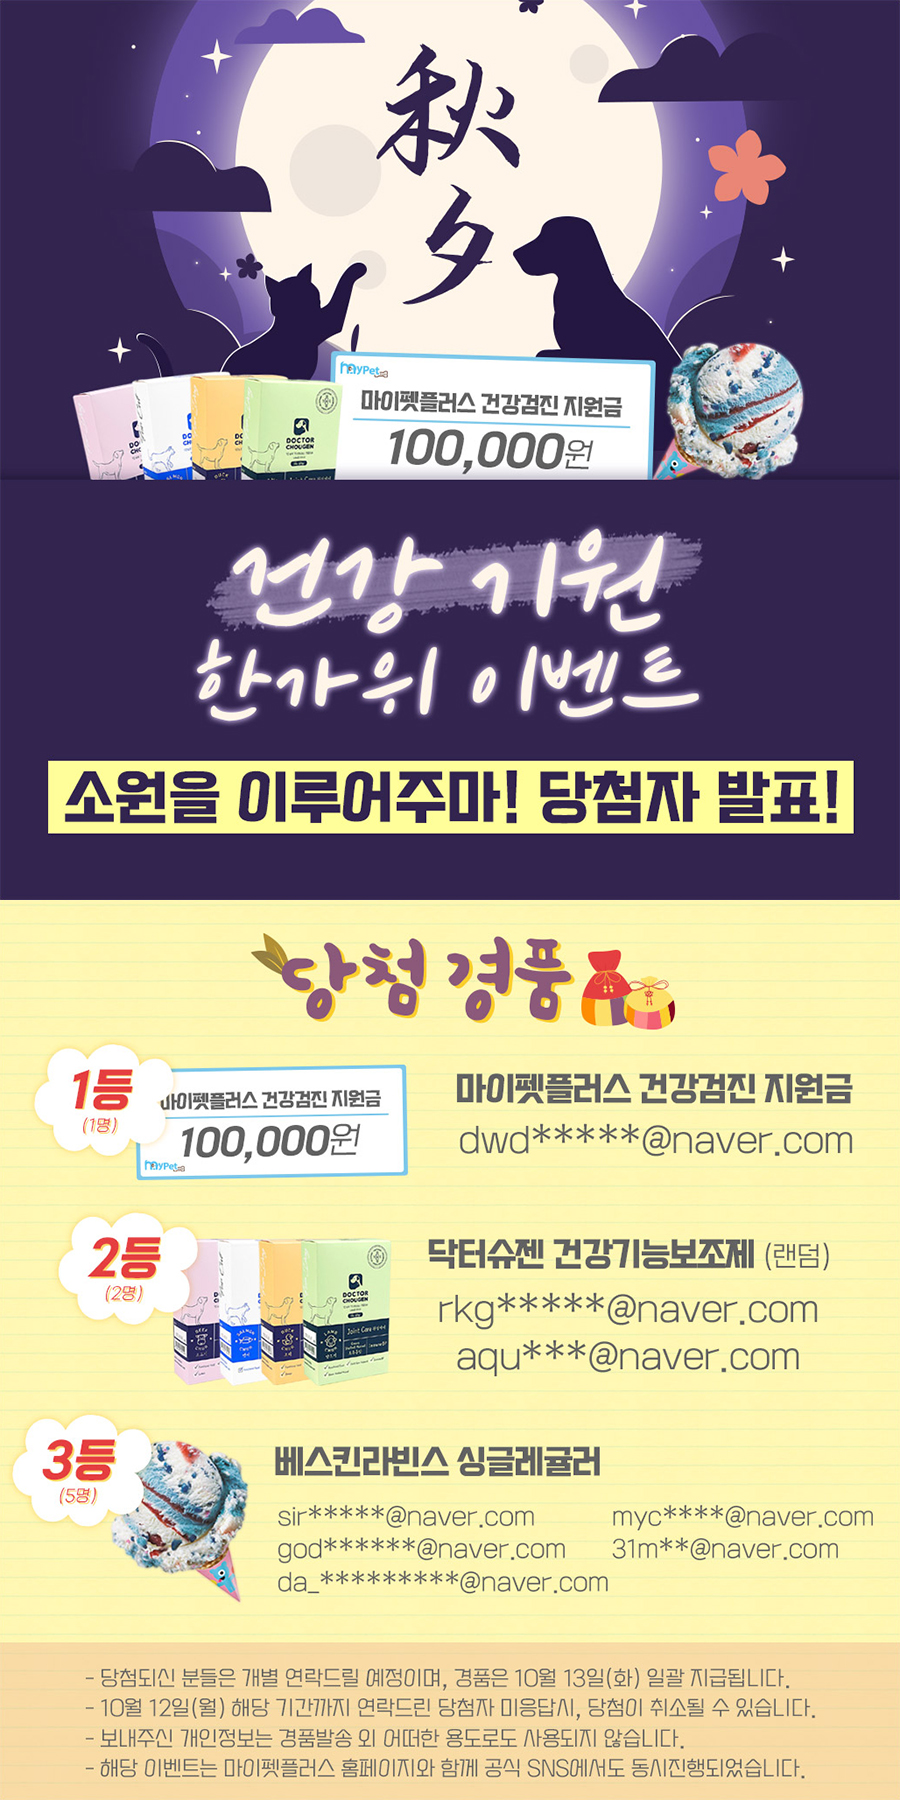 秋
夕
mayPet
마이펫플러스 건강검진 지원금
100,000원
DOCTOR
CHOUGEN
건강 기원
한가위 이벤트
소원을 이루어주마! 당첨자 발표!
당첨 경품
1등
(1명)
마이펫플러스 건강검진 지원금
100,000원
mayPet
마이펫플러스 건강검진 지원금
dwd*****@naver.com
2등
(2명)
DOCTOR
CHOUGEN
Joint Care
닥터슈젠 건강기능보조제 (랜덤)
rkg*****@naver.com
aqu***@naver.com
3등
(5명)
베스킨라빈스 싱글레귤러
sir*****@naver.com myc****@naver.com
god******@naver.com 31m**@naver.com
da_*********@naver.com
- 당첨되신 분들은 개별 연락드릴 예정이며, 경품은 10월 13일(화) 일괄 지급됩니다.
- 10월 12일(월) 해당 기간까지 연락드린 당첨자 미응답시, 당첨이 취소될 수 있습니다.
- 보내주신 개인정보는 경품발송 외 어떠한 용도로도 사용되지 않습니다.
- 해당 이벤트는 마이펫플러스 홈페이지와 함께 공식 SNS에서도 동시진행되었습니다.